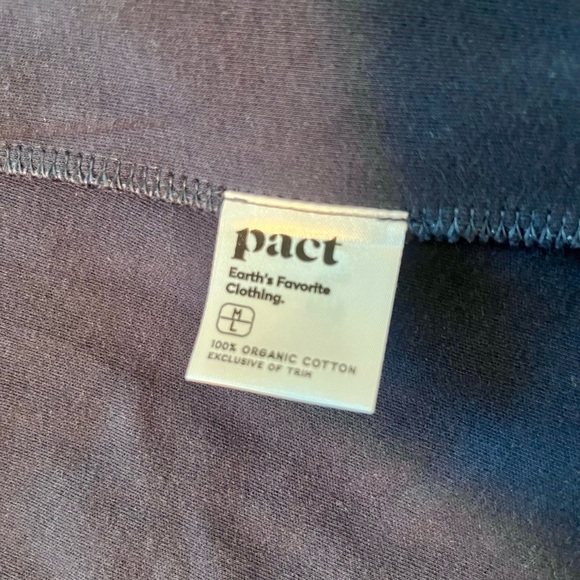 pact
Earth's Favorite
Clothing.
M
L
100% ORGANIC COTTON
EXCLUSIVE OF TRIM